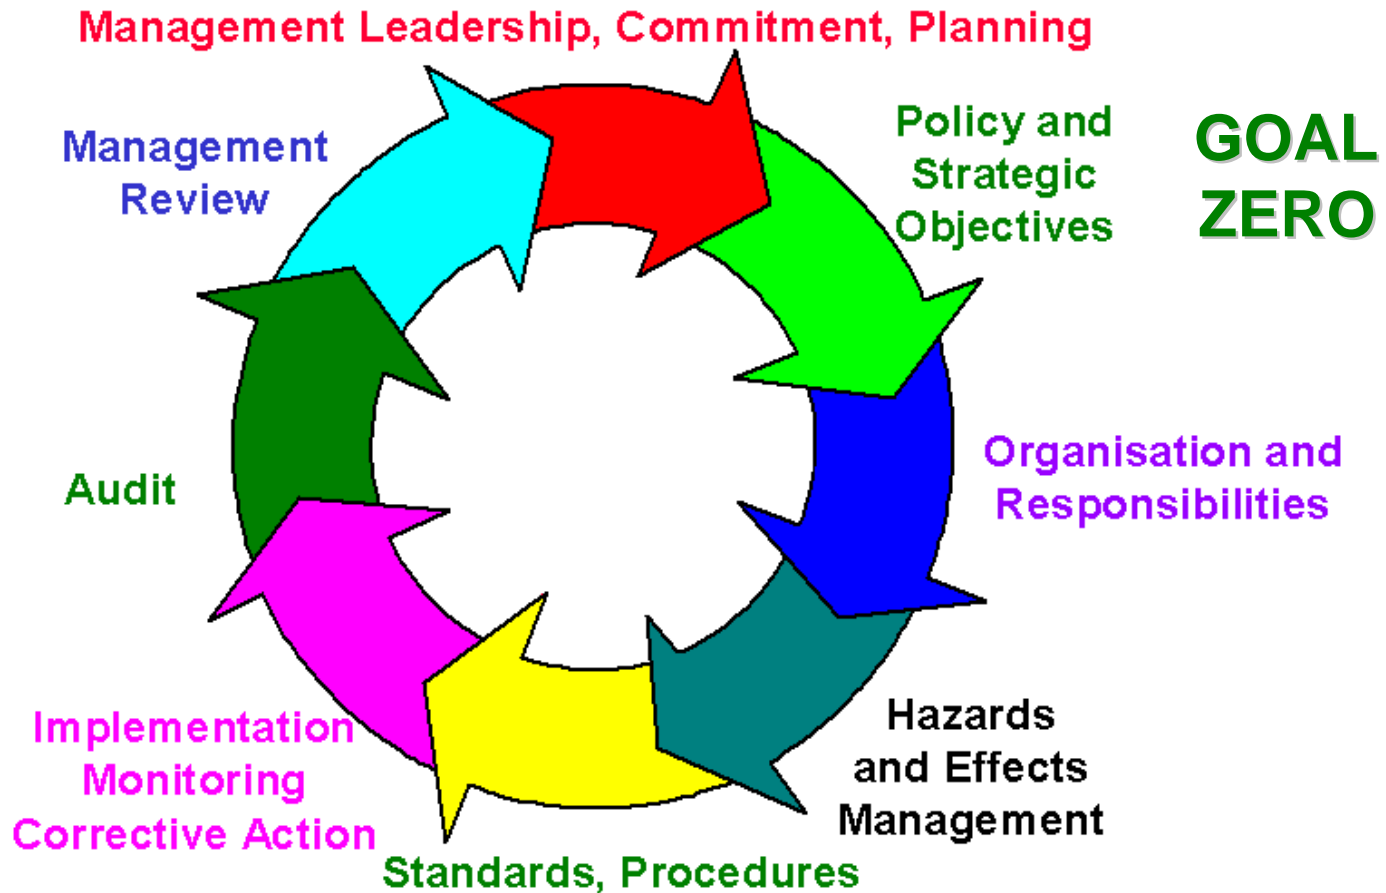 Management Leadership, Commitment, Planning
Policy and
Strategic
Objectives
GOAL
ZERO
Organisation and
Responsibilities
Hazards
and Effects
Management
Standards, Procedures
Implementation
Monitoring
Corrective Action
Audit
Management
Review